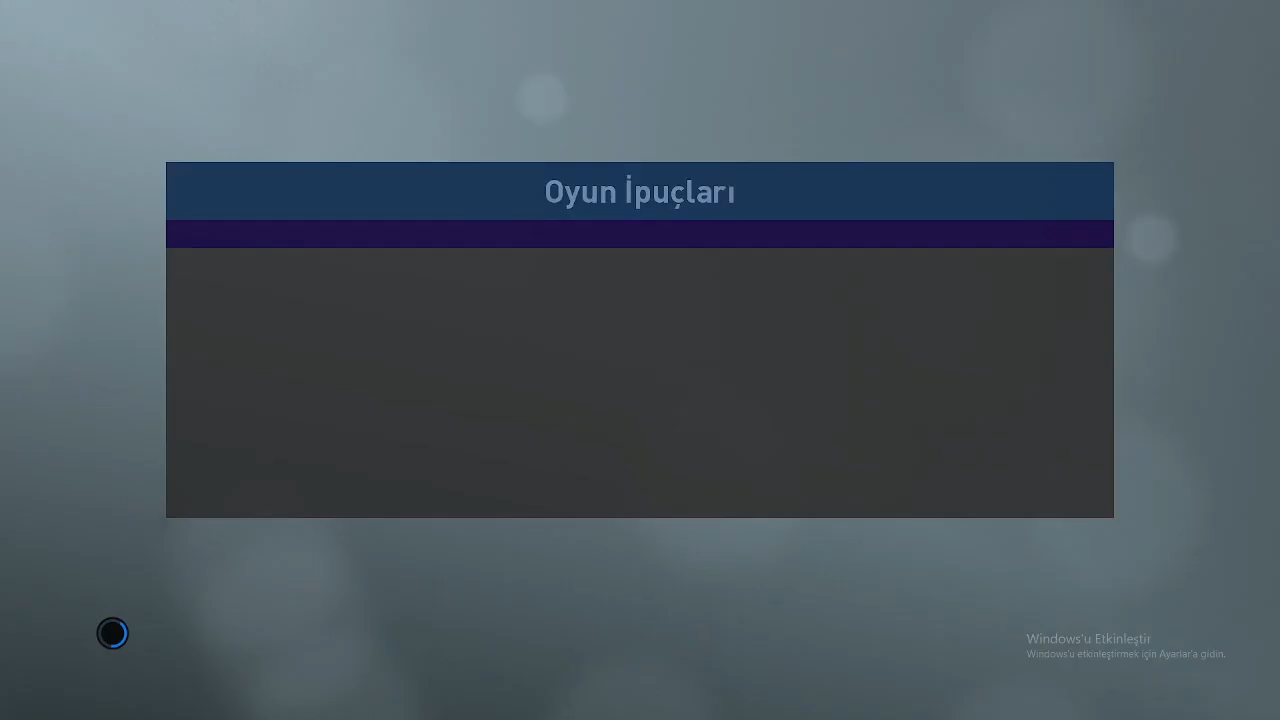 Oyun İpuçları
Windows'u Etkinleştir
Windows'u etkinleştirmek için Ayarlar'a gidin.